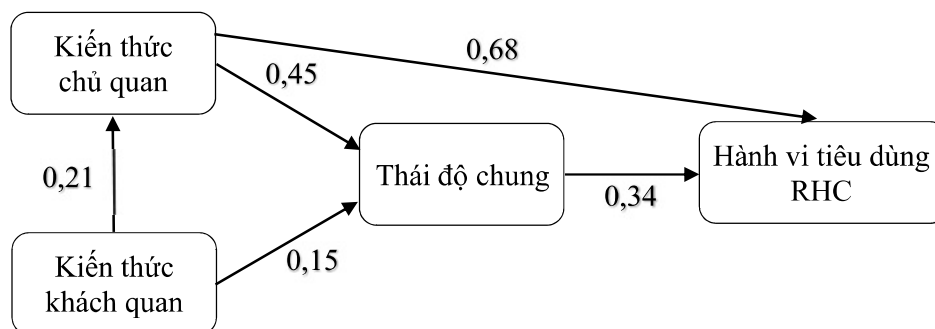 Kiến thức
chủ quan
0,68
0,45
Thái độ chung
Hành vi tiêu dùng
RHC
0,21
0,34
0,15
Kiến thức
khách quan